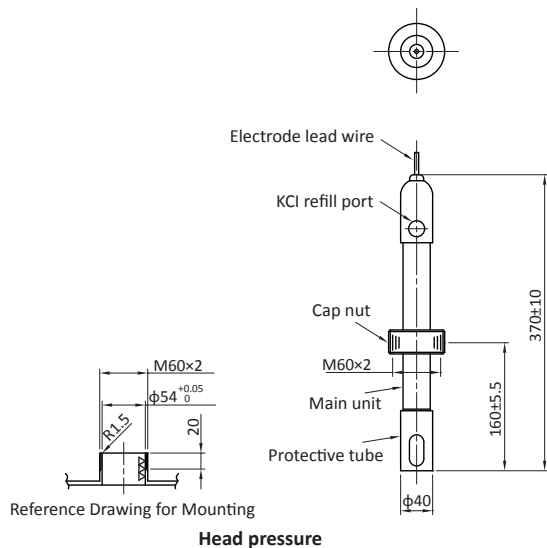 Electrode lead wire
KCI refill port
Cap nut
M60×2
Main unit
Protective tube
ϕ40
370±10
160±5.5
M60×2
ϕ54 +0.05 0
R1.5
20
Reference Drawing for Mounting
Head pressure